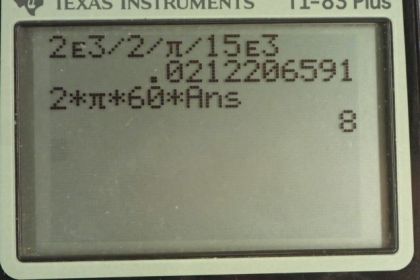 TEXAS INSTRUMENTS TI-83 Plus
2ᴇ3/2/π/15ᴇ3
.0212206591
2*π*60*Ans
8